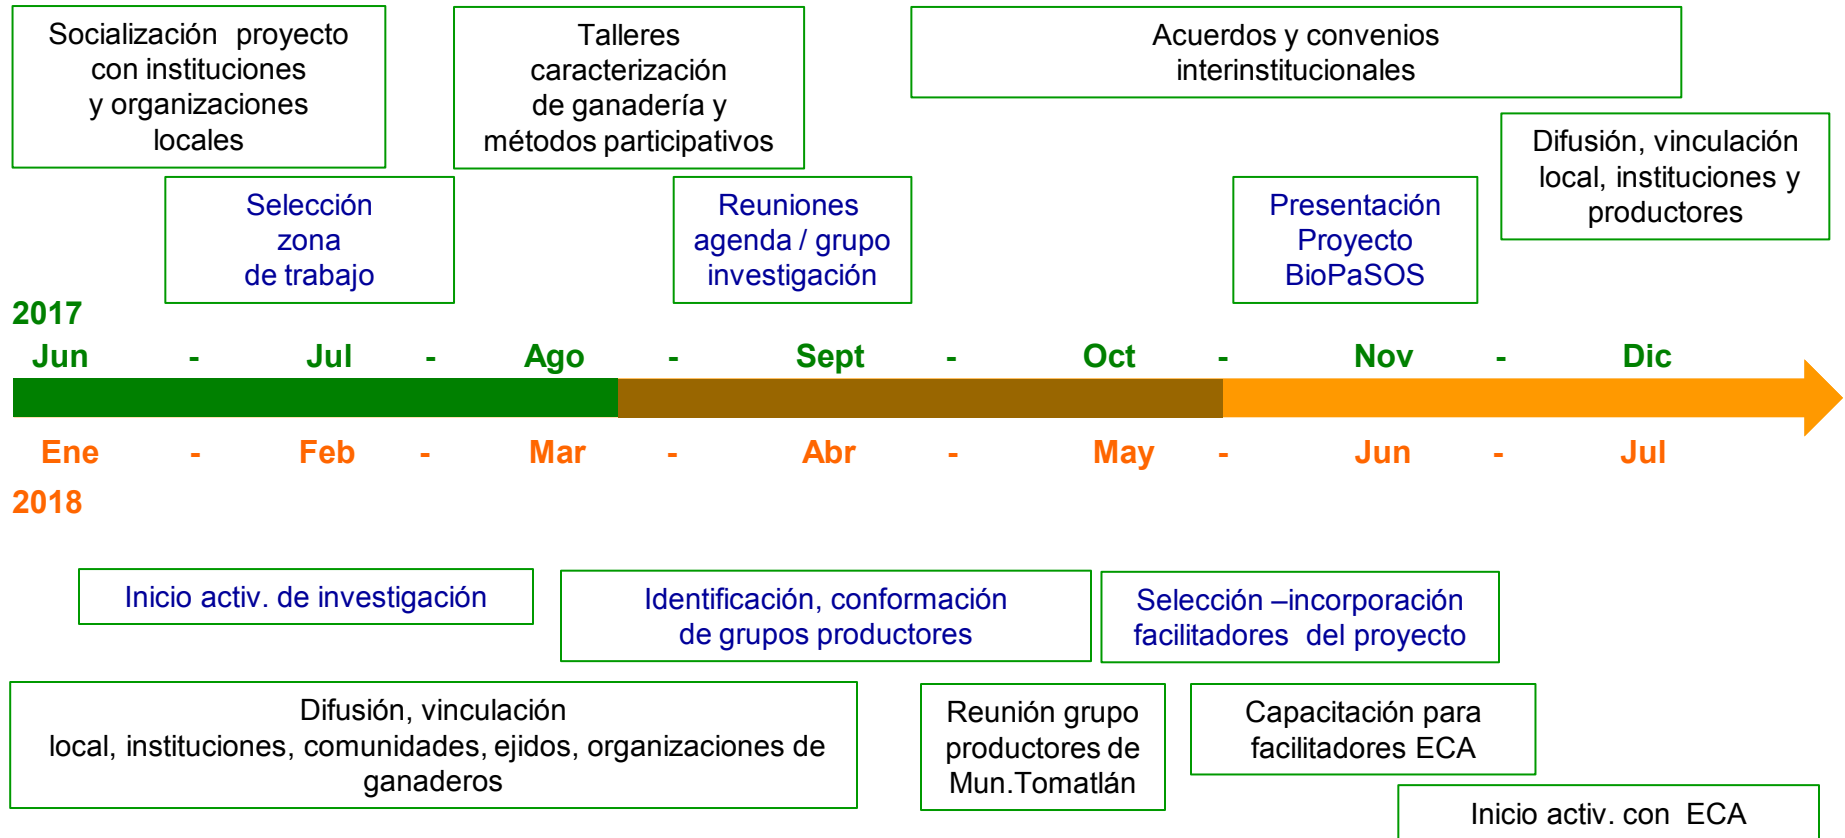 Socialización proyecto
con instituciones
y organizaciones
locales
Talleres
caracterización
de ganadería y
métodos participativos
Acuerdos y convenios
interinstitucionales
Difusión, vinculación
local, instituciones y
productores
Selección
zona
de trabajo
Reuniones
agenda / grupo
investigación
Presentación
Proyecto
BioPaSOS
2017
Jun - Jul - Ago - Sept - Oct - Nov - Dic
Ene - Feb - Mar - Abr - May - Jun - Jul
2018
Inicio activ. de investigación
Identificación, conformación
de grupos productores
Selección –incorporación
facilitadores del proyecto
Difusión, vinculación
local, instituciones, comunidades, ejidos, organizaciones de
ganaderos
Reunión grupo
productores de
Mun.Tomatlán
Capacitación para
facilitadores ECA
Inicio activ. con ECA